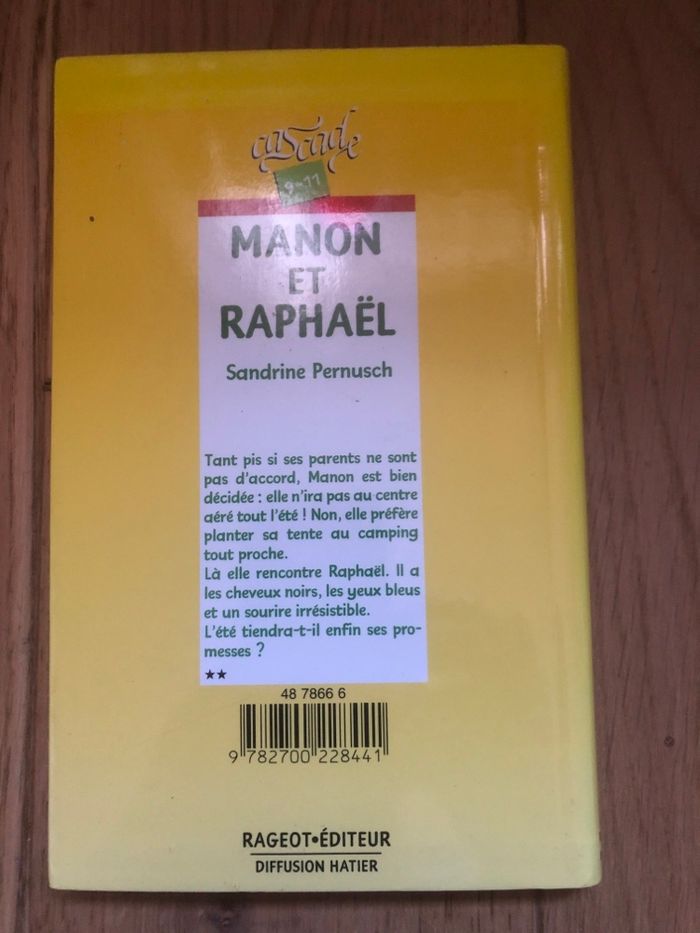 cascade
9-11
MANON
ET
RAPHAËL
Sandrine Pernusch
Tant pis si ses parents ne sont
pas d'accord, Manon est bien
décidée : elle n'ira pas au centre
aéré tout l'été ! Non, elle préfère
planter sa tente au camping
tout proche.
Là elle rencontre Raphaël. Il a
les cheveux noirs, les yeux bleus
et un sourire irrésistible.
L'été tiendra-t-il enfin ses pro-
messes ?
★★
48 7866 6
9 782700 228441
RAGEOT•ÉDITEUR
DIFFUSION HATIER